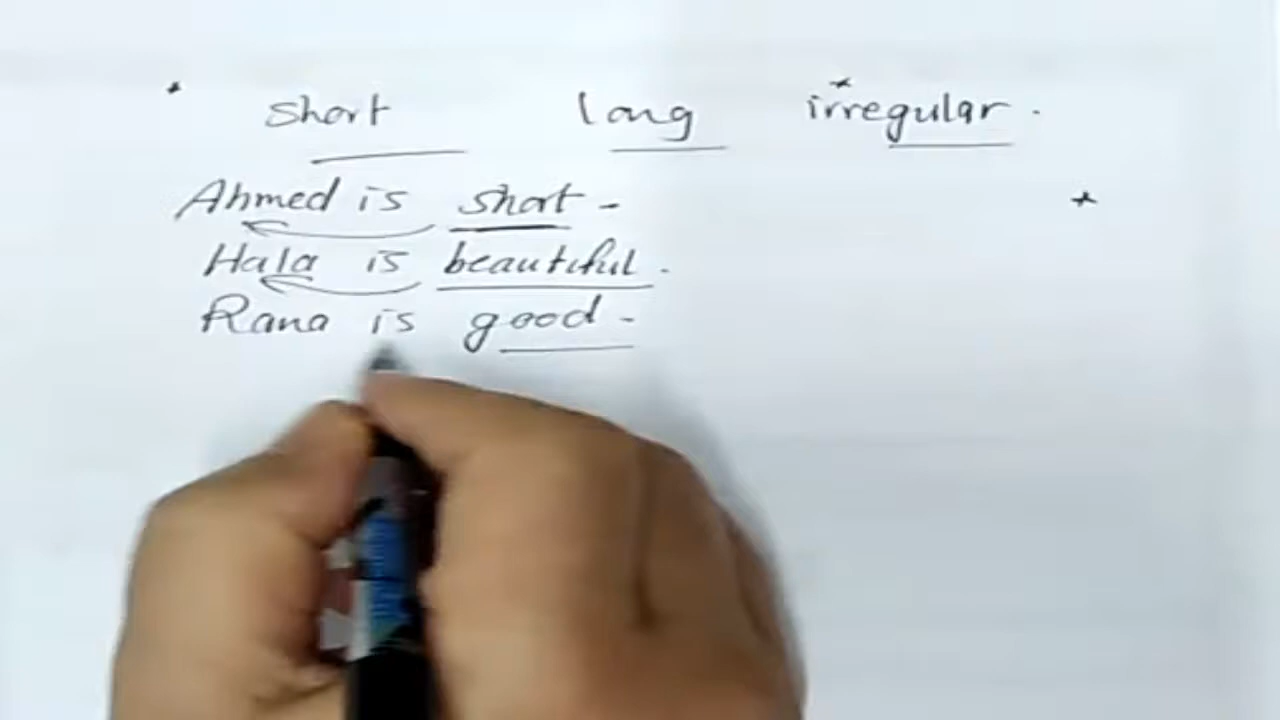 short long irregular.
Ahmed is short -
Hala is beautiful.
Rana is good -